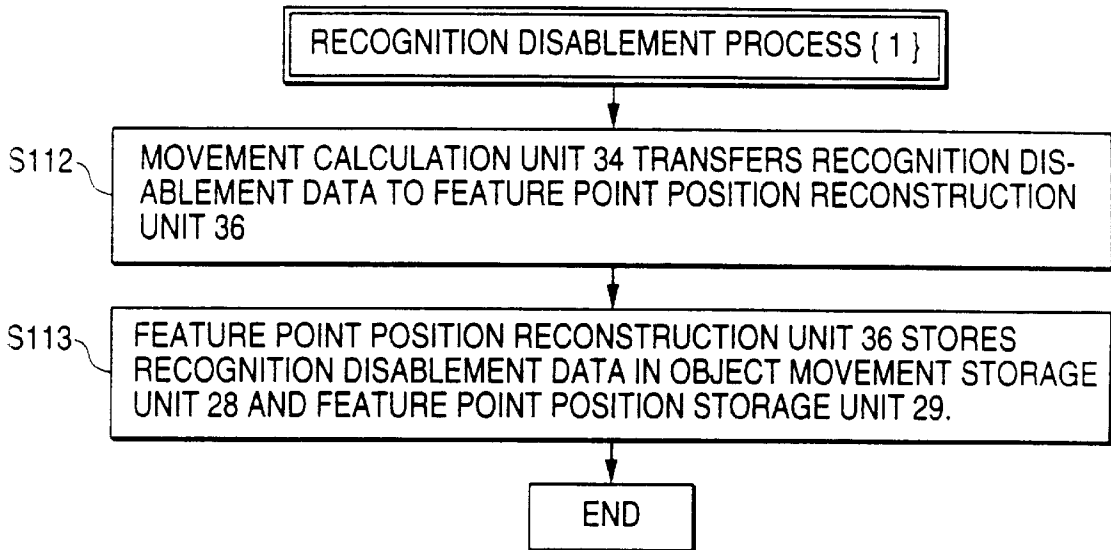 RECOGNITION DISABLEMENT PROCESS { 1 }
S112
MOVEMENT CALCULATION UNIT 34 TRANSFERS RECOGNITION DIS-
ABLEMENT DATA TO FEATURE POINT POSITION RECONSTRUCTION
UNIT 36
S113
FEATURE POINT POSITION RECONSTRUCTION UNIT 36 STORES
RECOGNITION DISABLEMENT DATA IN OBJECT MOVEMENT STORAGE
UNIT 28 AND FEATURE POINT POSITION STORAGE UNIT 29.
END